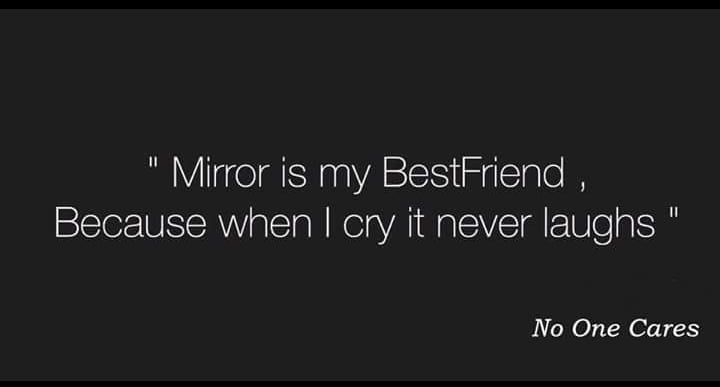 " Mirror is my BestFriend ,
Because when I cry it never laughs "
No One Cares